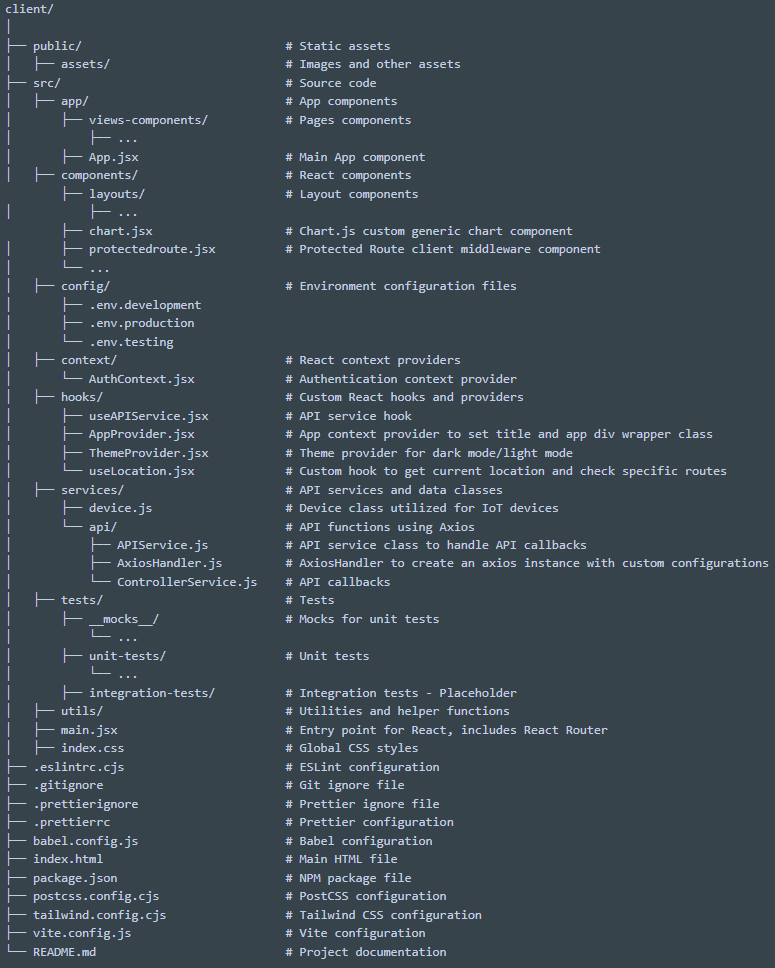 client/
│
├── public/                             # Static assets
│   ├── assets/                         # Images and other assets
├── src/                                # Source code
│   ├── app/                            # App components
│       ├── views-components/           # Pages components
│           ├── ...
│       ├── App.jsx                     # Main App component
│   ├── components/                     # React components
        ├── layouts/                    # Layout components
│           ├── ...
        ├── chart.jsx                   # Chart.js custom generic chart component
│       ├── protectedroute.jsx          # Protected Route client middleware component
│       └── ...
│   ├── config/                         # Environment configuration files
│       ├── .env.development
│       ├── .env.production
│       └── .env.testing
│   ├── context/                        # React context providers
│       └── AuthContext.jsx             # Authentication context provider
│   ├── hooks/                          # Custom React hooks and providers
│       ├── useAPIService.jsx           # API service hook
│       ├── AppProvider.jsx             # App context provider to set title and app div wrapper class
│       ├── ThemeProvider.jsx           # Theme provider for dark mode/light mode
│       └── useLocation.jsx             # Custom hook to get current location and check specific routes
│   ├── services/                       # API services and data classes
│       ├── device.js                   # Device class utilized for IoT devices
│       └── api/                        # API functions using Axios
│           ├── APIService.js           # API service class to handle API callbacks
│           ├── AxiosHandler.js         # AxiosHandler to create an axios instance with custom configurations
│           └── ControllerService.js    # API callbacks
│   ├── tests/                          # Tests
│       ├── __mocks__/                  # Mocks for unit tests
│           └── ...
│       ├── unit-tests/                 # Unit tests
│           └── ...
│       ├── integration-tests/          # Integration tests - Placeholder
│   ├── utils/                          # Utilities and helper functions
│   ├── main.jsx                        # Entry point for React, includes React Router
│   ├── index.css                       # Global CSS styles
├── .eslintrc.cjs                       # ESLint configuration
├── .gitignore                          # Git ignore file
├── .prettierignore                     # Prettier ignore file
├── .prettierrc                         # Prettier configuration
├── babel.config.js                     # Babel configuration
├── index.html                          # Main HTML file
├── package.json                        # NPM package file
├── postcss.config.cjs                  # PostCSS configuration
├── tailwind.config.cjs                 # Tailwind CSS configuration
├── vite.config.js                      # Vite configuration
└── README.md                           # Project documentation